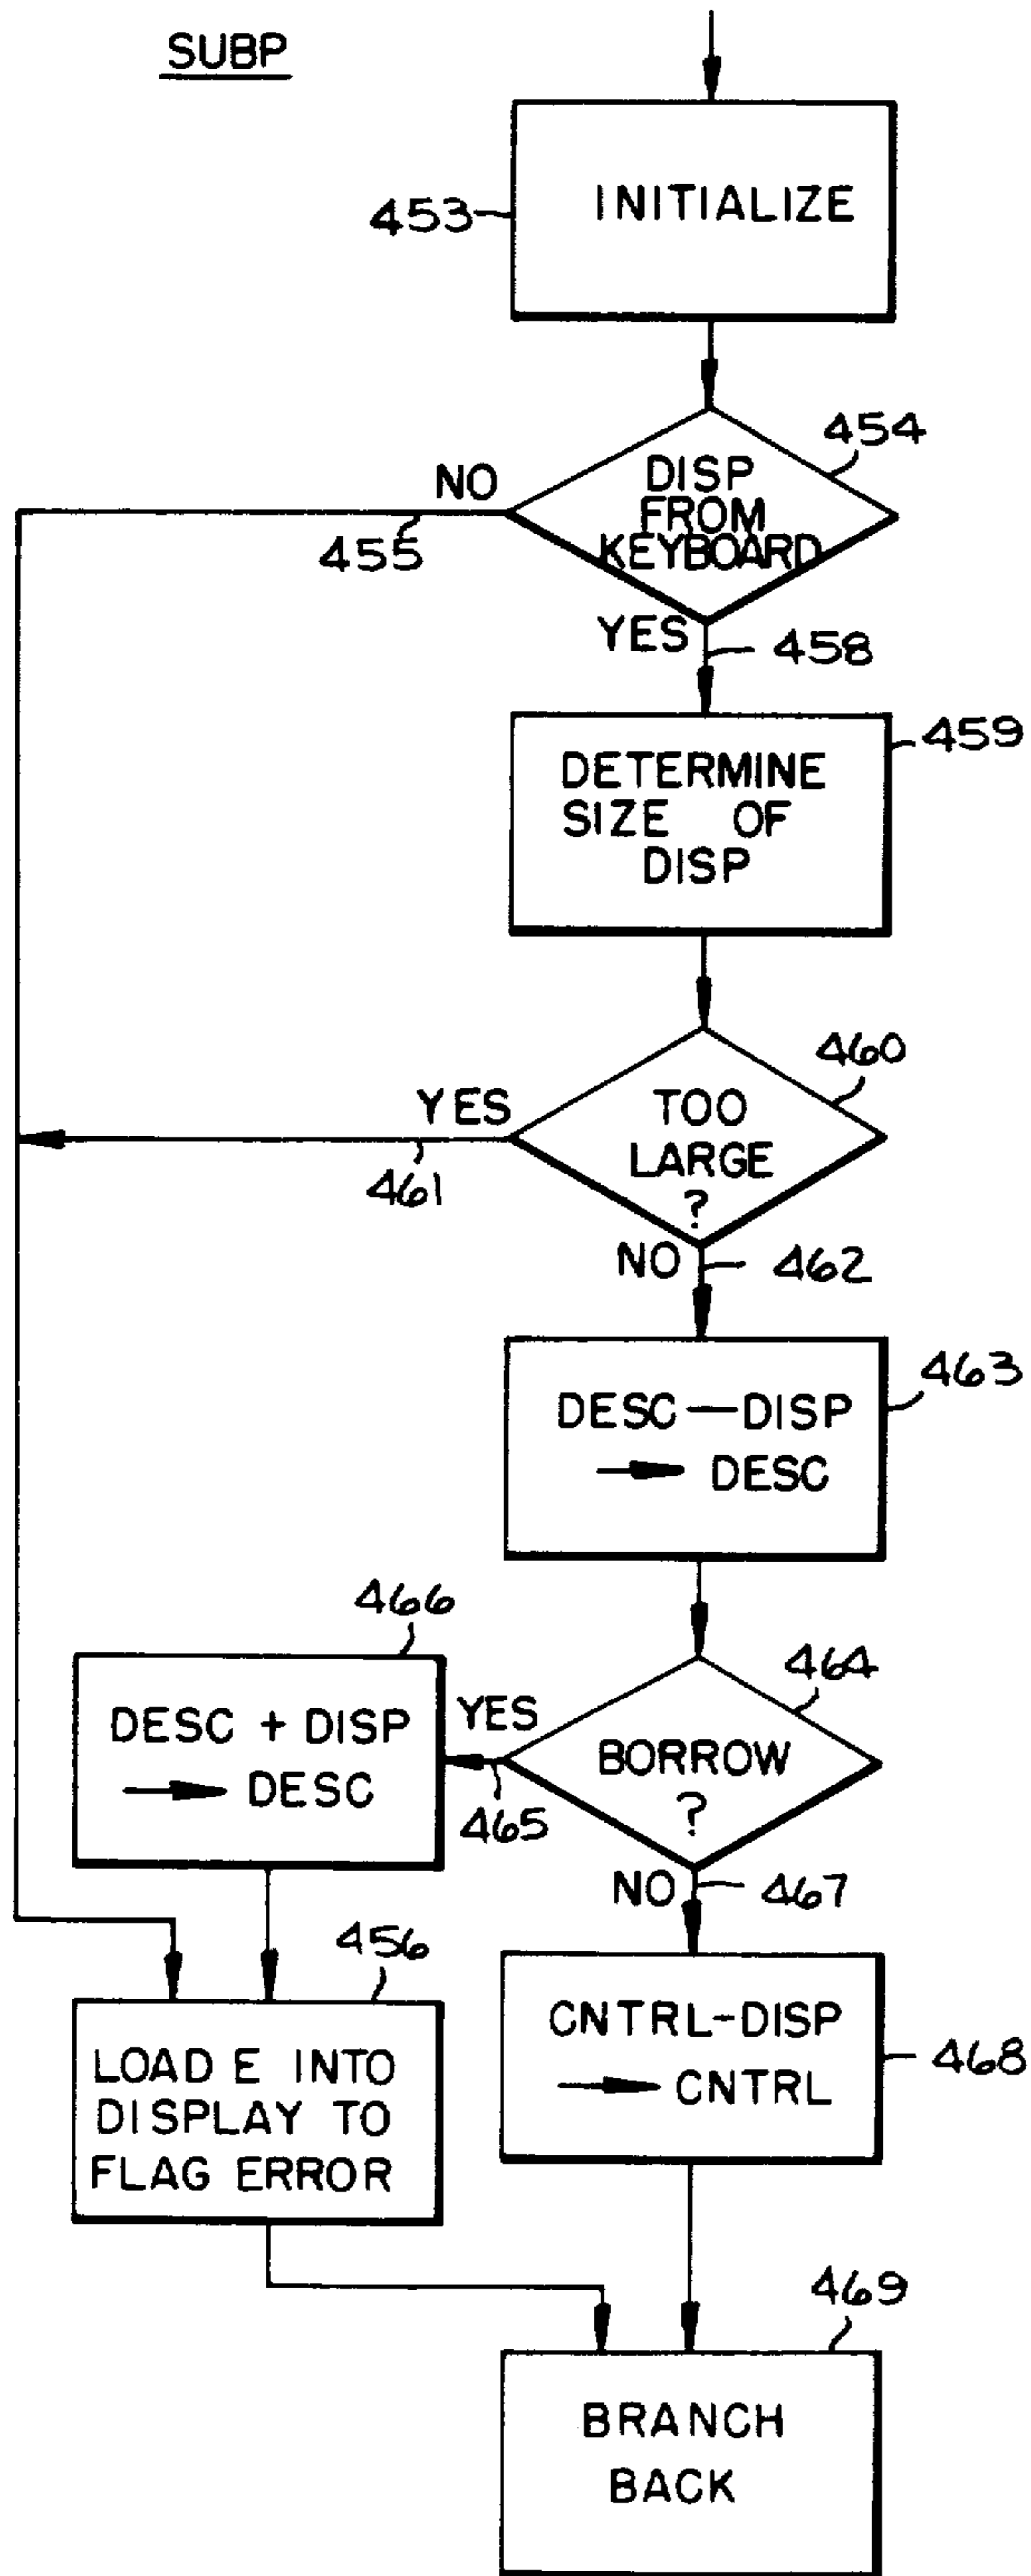 SUBP
INITIALIZE
453
454
DISP
FROM
KEYBOARD
NO
455
YES
458
459
DETERMINE
SIZE OF
DISP
460
TOO
LARGE
?
YES
461
NO
462
463
DESC — DISP
→ DESC
464
BORROW
?
YES
465
466
DESC + DISP
→ DESC
NO
467
456
LOAD E INTO
DISPLAY TO
FLAG ERROR
CNTRL-DISP
→ CNTRL
468
469
BRANCH
BACK